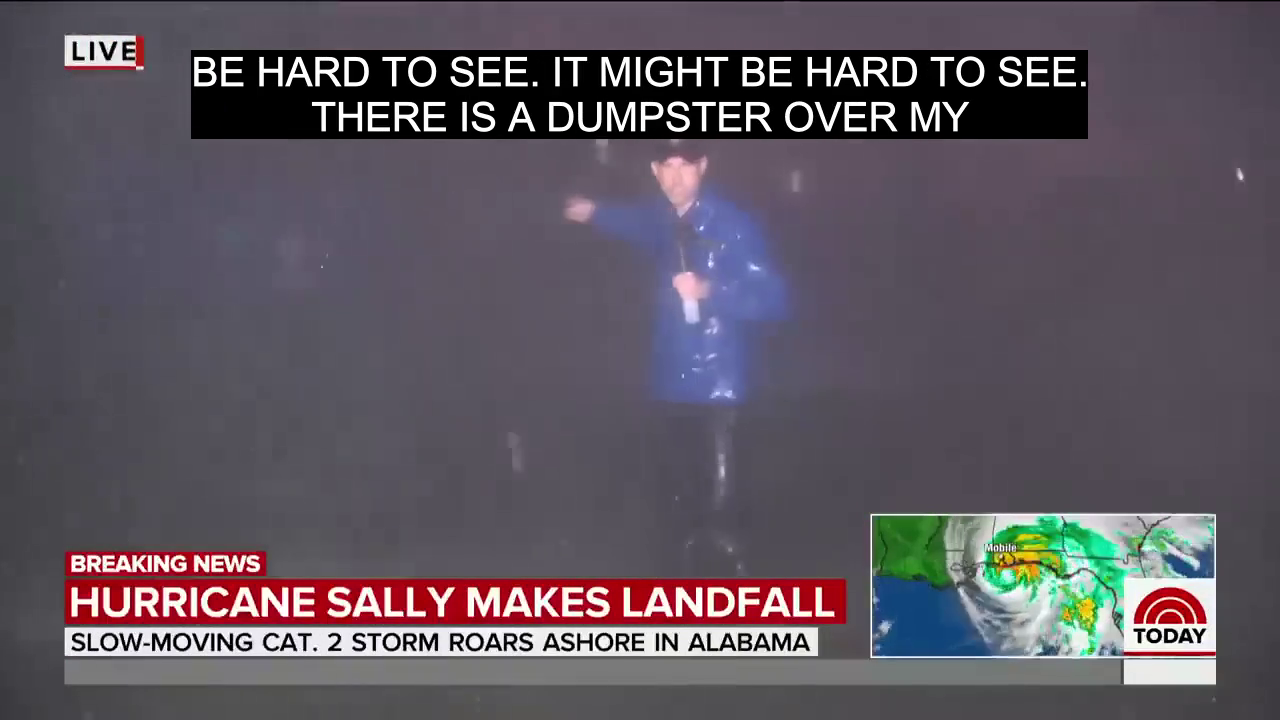 LIVE
BE HARD TO SEE. IT MIGHT BE HARD TO SEE.
THERE IS A DUMPSTER OVER MY
Mobile
BREAKING NEWS
HURRICANE SALLY MAKES LANDFALL
SLOW-MOVING CAT. 2 STORM ROARS ASHORE IN ALABAMA
TODAY